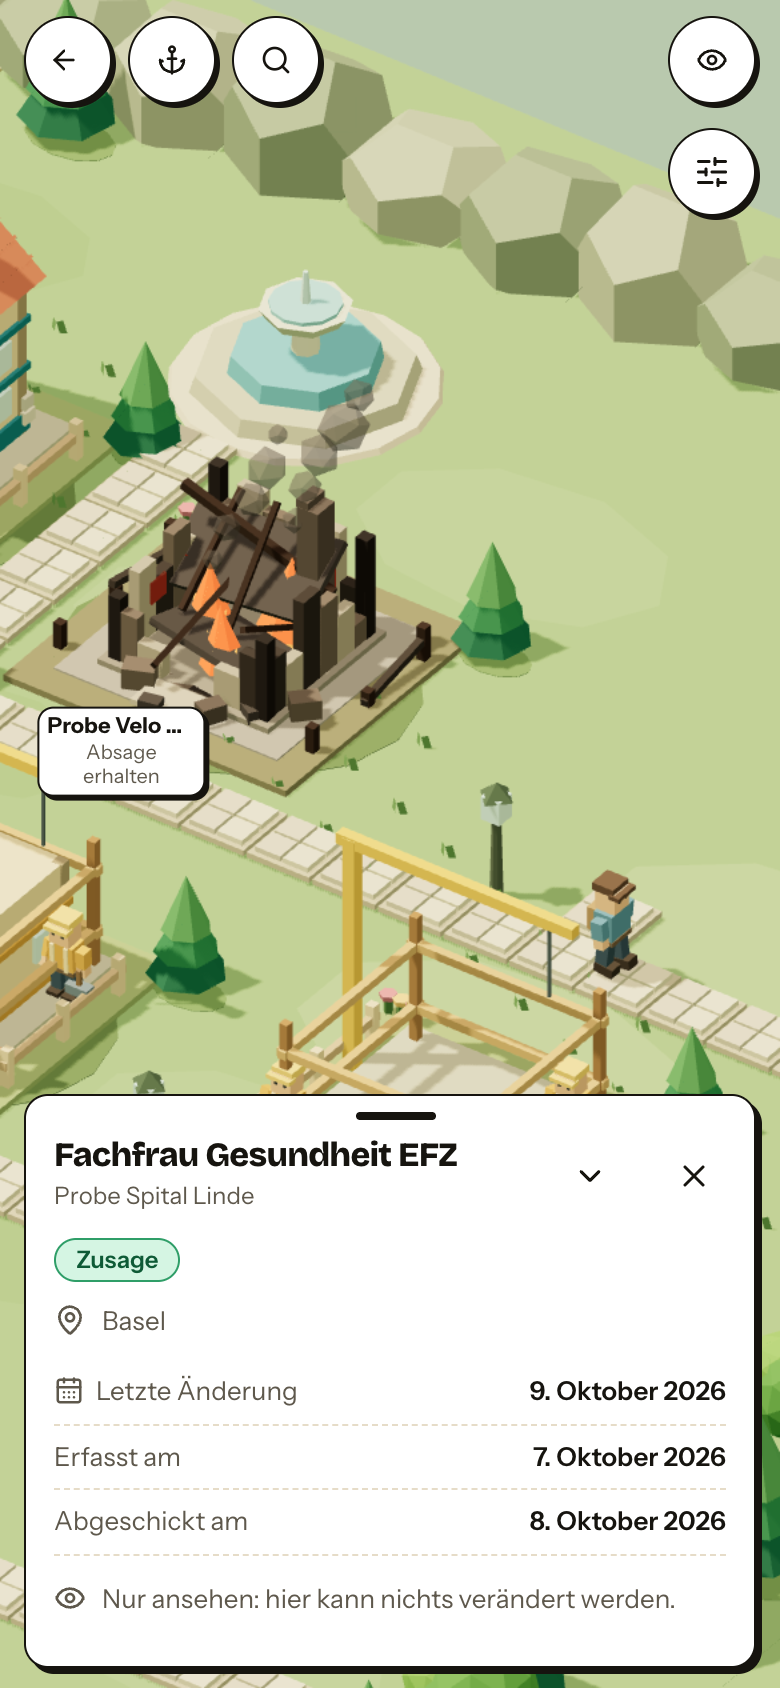 Probe Velo ...
Absage
erhalten
Fachfrau Gesundheit EFZ
Probe Spital Linde
Zusage
Basel
Letzte Änderung 9. Oktober 2026
Erfasst am 7. Oktober 2026
Abgeschickt am 8. Oktober 2026
Nur ansehen: hier kann nichts verändert werden.